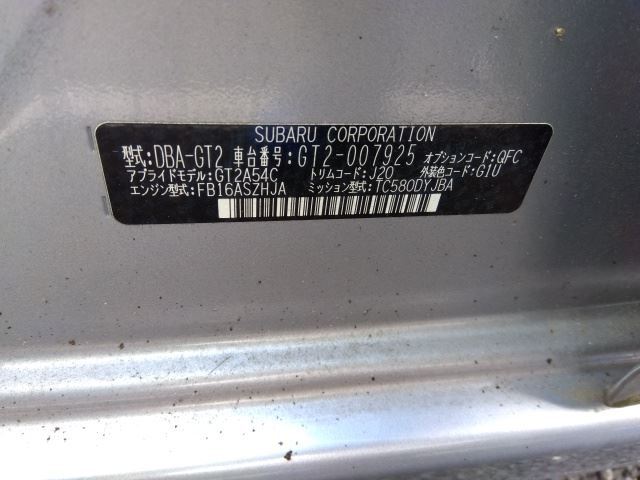 SUBARU CORPORATION
型式:DBA-GT2 車台番号:GT2-007925 オプションコード:QFC
アプライドモデル:GT2A54C トリムコード:J20 外装色コード:G1U
エンジン型式:FB16ASZHJA ミッション型式:TC580DYJBA